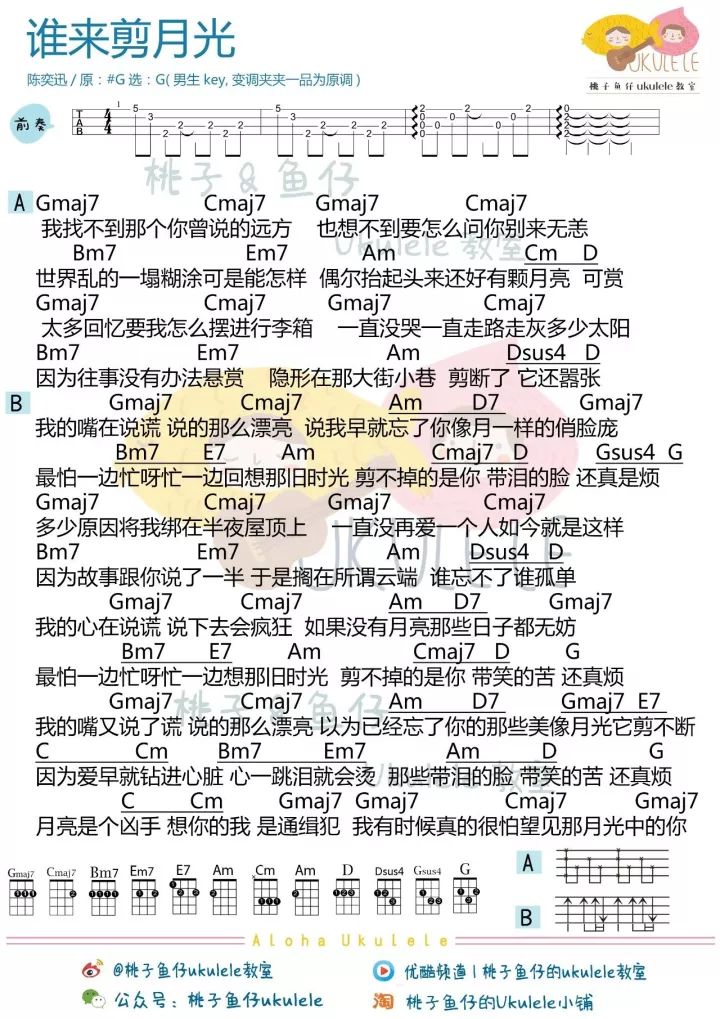 谁来剪月光
UKULELE
桃子鱼仔ukulele教室
陈奕迅 / 原：#G 选：G( 男生 key, 变调夹夹一品为原调 )
前奏
桃子&鱼仔
A
Gmaj7 Cmaj7 Gmaj7 Cmaj7
我找不到那个你曾说的远方 也想不到要怎么问你别来无恙
Ukulele 教室
Bm7 Em7 Am Cm D
世界乱的一塌糊涂可是能怎样 偶尔抬起头来还好有颗月亮 可赏
Gmaj7 Cmaj7 Gmaj7 Cmaj7
太多回忆要我怎么摆进行李箱 一直没哭一直走路走灰多少太阳
Bm7 Em7 Am Dsus4 D
因为往事没有办法悬赏 隐形在那大街小巷 剪断了 它还嚣张
B
Gmaj7 Cmaj7 Am D7 Gmaj7
我的嘴在说谎 说的那么漂亮 说我早就忘了你像月一样的俏脸庞
Bm7 E7 Am Cmaj7 D Gsus4 G
最怕一边忙呀忙一边回想那旧时光 剪不掉的是你 带泪的脸 还真是烦
Gmaj7 Cmaj7 Gmaj7 Cmaj7
多少原因将我绑在半夜屋顶上 一直没再爱一个人如今就是这样
UKULELE
Bm7 Em7 Am Dsus4 D
因为故事跟你说了一半 于是搁在所谓云端 谁忘不了谁孤单
Gmaj7 Cmaj7 Am D7 Gmaj7
我的心在说谎 说下去会疯狂 如果没有月亮那些日子都无妨
Bm7 E7 Am Cmaj7 D G
最怕一边忙呀忙一边想那旧时光 剪不掉的是你 带笑的苦 还真烦
桃子&鱼仔
Gmaj7 Cmaj7 Am D7 Gmaj7 E7
我的嘴又说了谎 说的那么漂亮 以为已经忘了你的那些美像月光它剪不断
Ukulele 教室
C Cm Bm7 Em7 Am D G
因为爱早就钻进心脏 心一跳泪就会烫 那些带泪的脸 带笑的苦 还真烦
C Cm Gmaj7 Gmaj7 Cmaj7 Gmaj7
月亮是个凶手 想你的我 是通缉犯 我有时候真的很怕望见那月光中的你
Gmaj7 Cmaj7 Bm7 Em7 E7 Am Cm Am D Dsus4 Gsus4 G
A
B
Aloha Ukulele
@桃子鱼仔ukulele教室
优酷频道 | 桃子鱼仔的ukulele教室
公众号：桃子鱼仔ukulele
淘 桃子鱼仔的Ukulele小铺